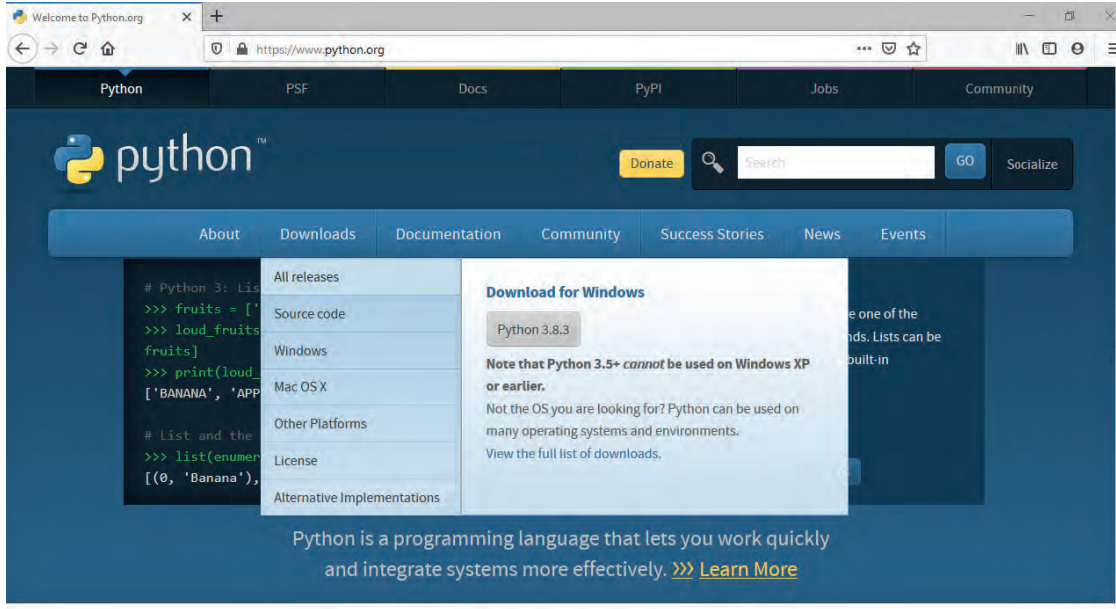 Welcome to Python.org
https://www.python.org
Python PSF Docs PyPI Jobs Community
python™
Donate Search GO Socialize
About Downloads Documentation Community Success Stories News Events
# Python 3: Lis
>>> fruits = ['
>>> loud_fruits
fruits]
>>> print(loud_
['BANANA', 'APP
# List and the
>>> list(enumer
[(0, 'Banana'),
All releases
Source code
Windows
Mac OS X
Other Platforms
License
Alternative Implementations
Download for Windows
Python 3.8.3
Note that Python 3.5+ cannot be used on Windows XP
or earlier.
Not the OS you are looking for? Python can be used on
many operating systems and environments.
View the full list of downloads.
e one of the
nds. Lists can be
built-in
Python is a programming language that lets you work quickly
and integrate systems more effectively. >>> Learn More